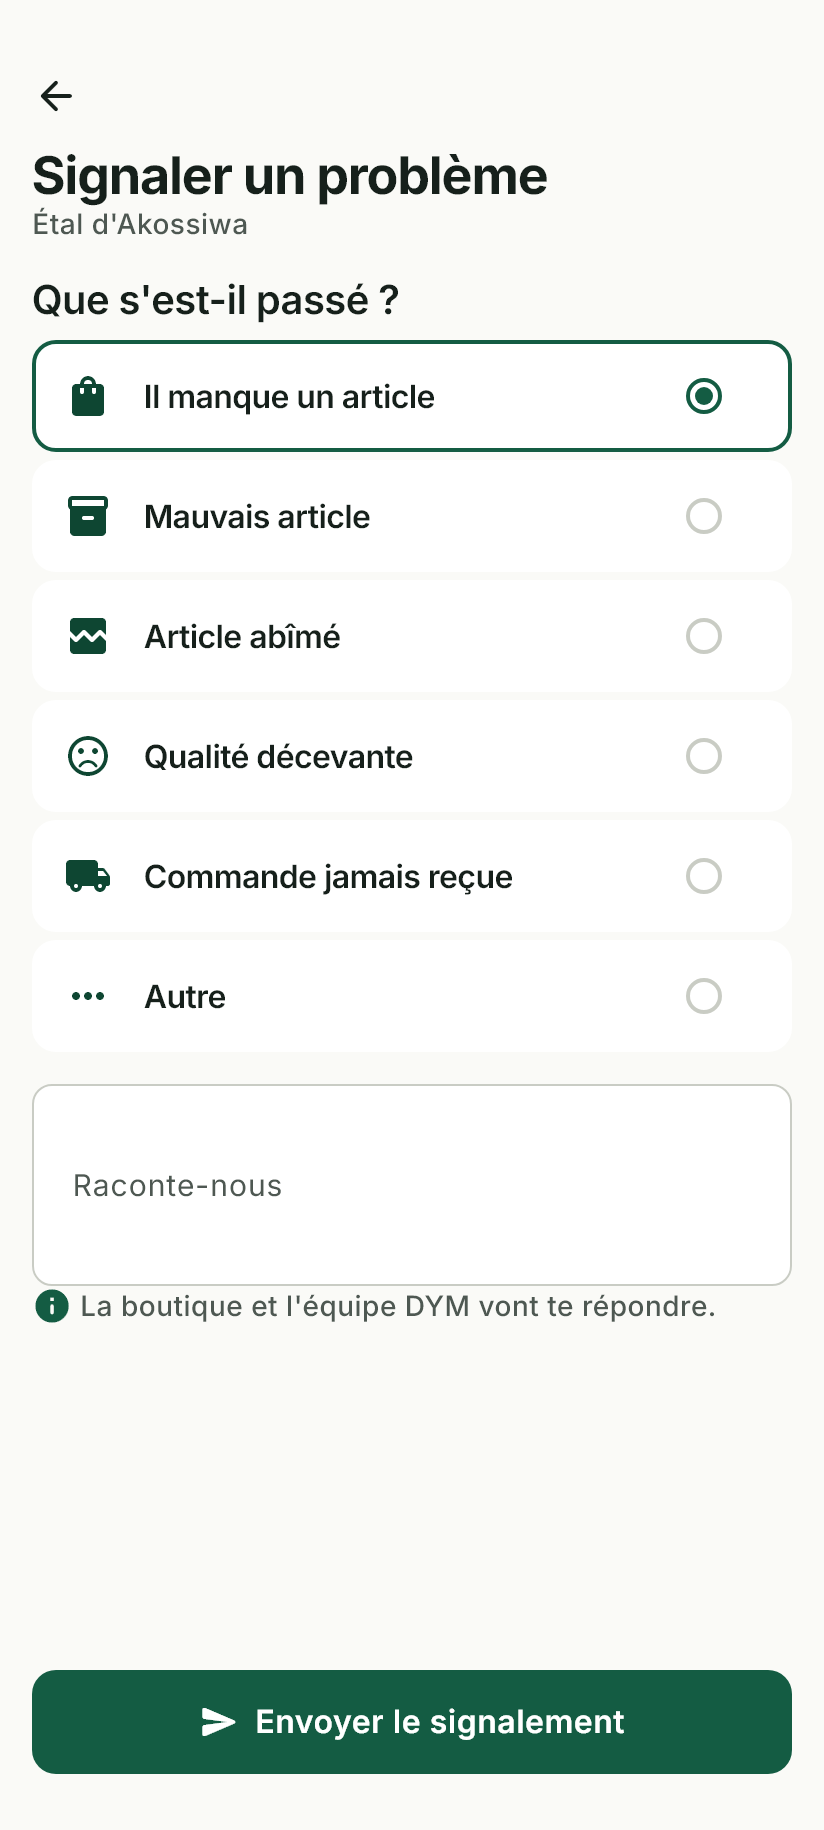 Signaler un problème
Étal d'Akossiwa
Que s'est-il passé ?
Il manque un article
Mauvais article
Article abîmé
Qualité décevante
Commande jamais reçue
Autre
Raconte-nous
La boutique et l'équipe DYM vont te répondre.
Envoyer le signalement